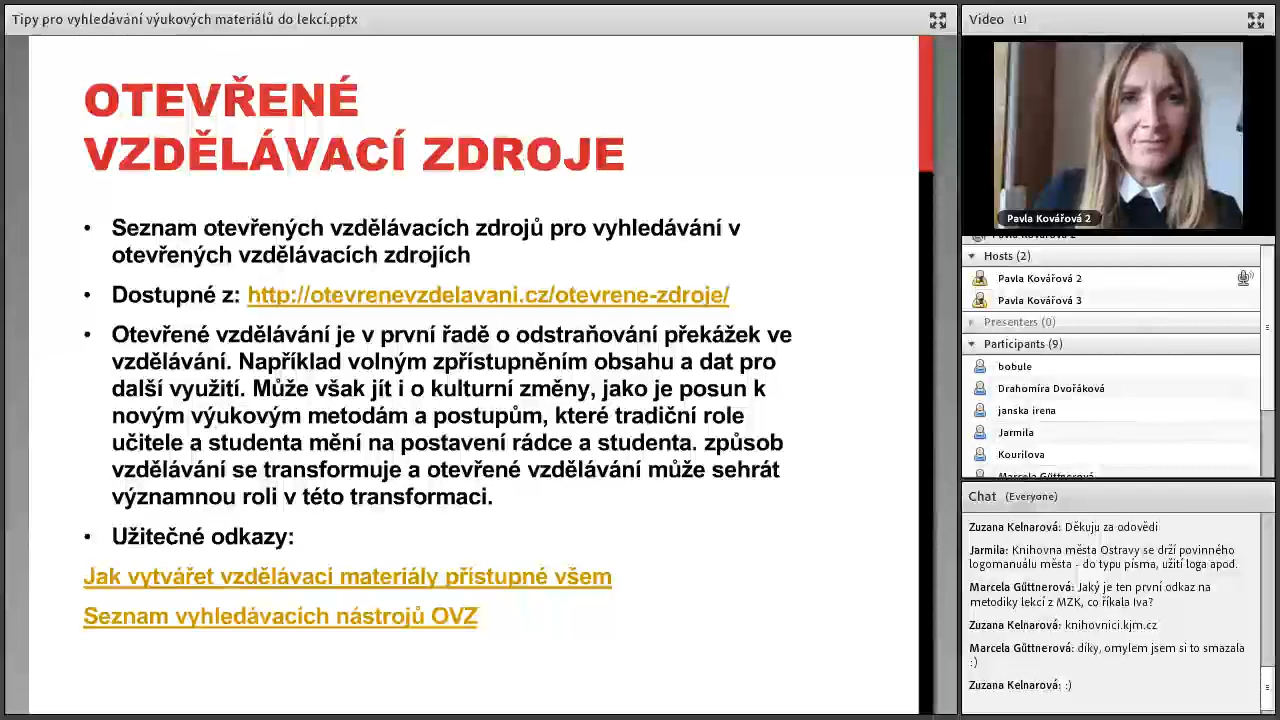 Tipy pro vyhledávání výukových materiálů do lekcí.pptx
OTEVŘENÉ
VZDĚLÁVACÍ ZDROJE
• Seznam otevřených vzdělávacích zdrojů pro vyhledávání v
otevřených vzdělávacích zdrojích
• Dostupné z: http://otevrenevzdelavani.cz/otevrene-zdroje/
• Otevřené vzdělávání je v první řadě o odstraňování překážek ve
vzdělávání. Například volným zpřístupněním obsahu a dat pro
další využití. Může však jít i o kulturní změny, jako je posun k
novým výukovým metodám a postupům, které tradiční role
učitele a studenta mění na postavení rádce a studenta. způsob
vzdělávání se transformuje a otevřené vzdělávání může sehrát
významnou roli v této transformaci.
• Užitečné odkazy:
Jak vytvářet vzdělávací materiály přístupné všem
Seznam vyhledávacích nástrojů OVZ
Video (1)
Pavla Kovářová 2
Pavla Kovářová 2
Hosts (2)
Pavla Kovářová 2
Pavla Kovářová 3
Presenters (0)
Participants (9)
bobule
Drahomíra Dvořáková
janska irena
Jarmila
Kourilova
Marcela Gűttnerová
Chat (Everyone)
Zuzana Kelnarová: Děkuju za odovědi
Jarmila: Knihovna města Ostravy se drží povinného
logomanuálu města - do typu písma, užití loga apod.
Marcela Gűttnerová: Jaký je ten první odkaz na
metodiky lekcí z MZK, co říkala Iva?
Zuzana Kelnarová: knihovnici.kjm.cz
Marcela Gűttnerová: díky, omylem jsem si to smazala
:)
Zuzana Kelnarová: :)